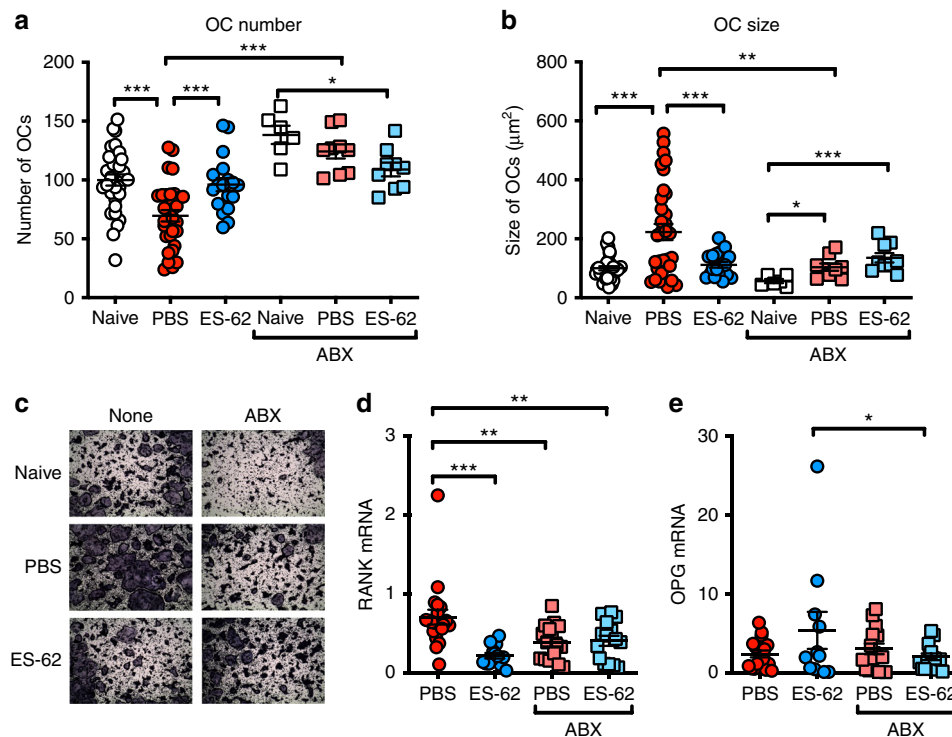 a
OC number
Number of OCs
200
150
100
50
0
***
***
***
*
Naive PBS ES-62 Naive PBS ES-62
ABX
b
OC size
Size of OCs (μm²)
800
600
400
200
0
**
***
***
***
*
Naive PBS ES-62 Naive PBS ES-62
ABX
c
None ABX
Naive
PBS
ES-62
d
RANK mRNA
3
2
1
0
**
**
***
PBS ES-62 PBS ES-62
ABX
e
OPG mRNA
30
20
10
0
*
PBS ES-62 PBS ES-62
ABX